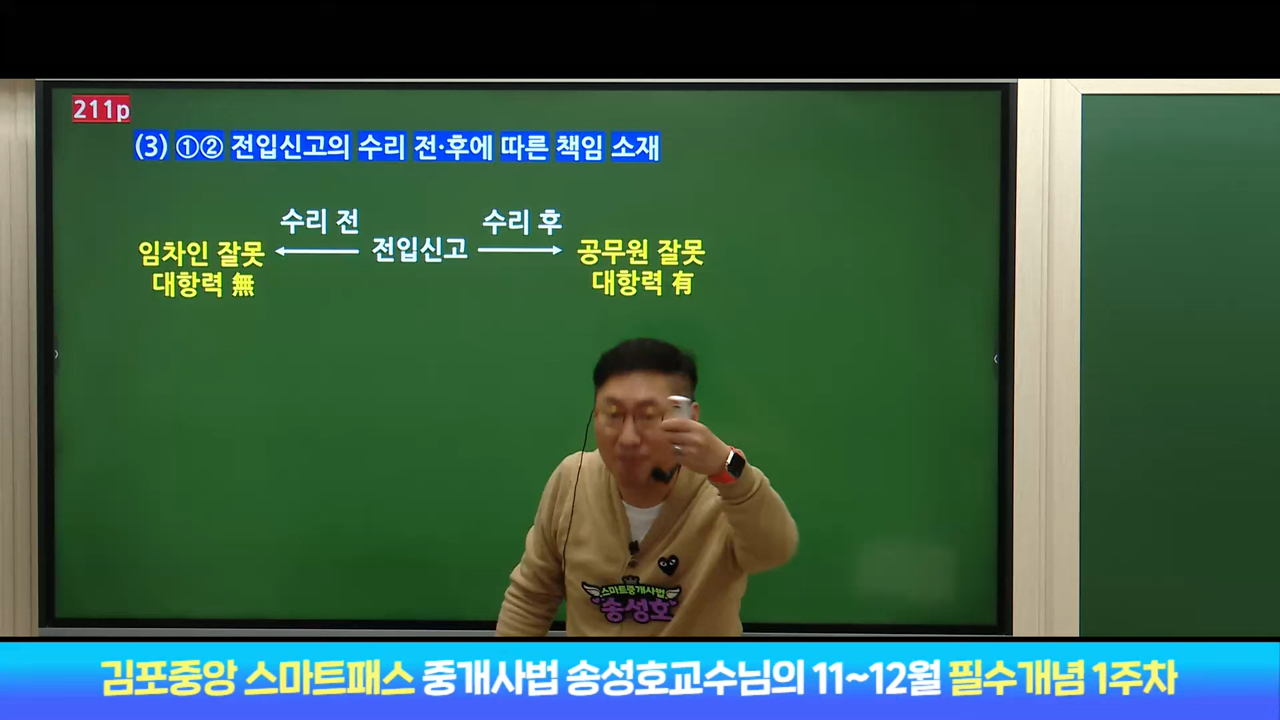 211p
(3) ①② 전입신고의 수리 전·후에 따른 책임 소재
수리 전 수리 후
임차인 잘못 전입신고 공무원 잘못
대항력 無 대항력 有
스마트중개사법
송성호
김포중앙 스마트패스 중개사법 송성호교수님의 11~12월 필수개념 1주차